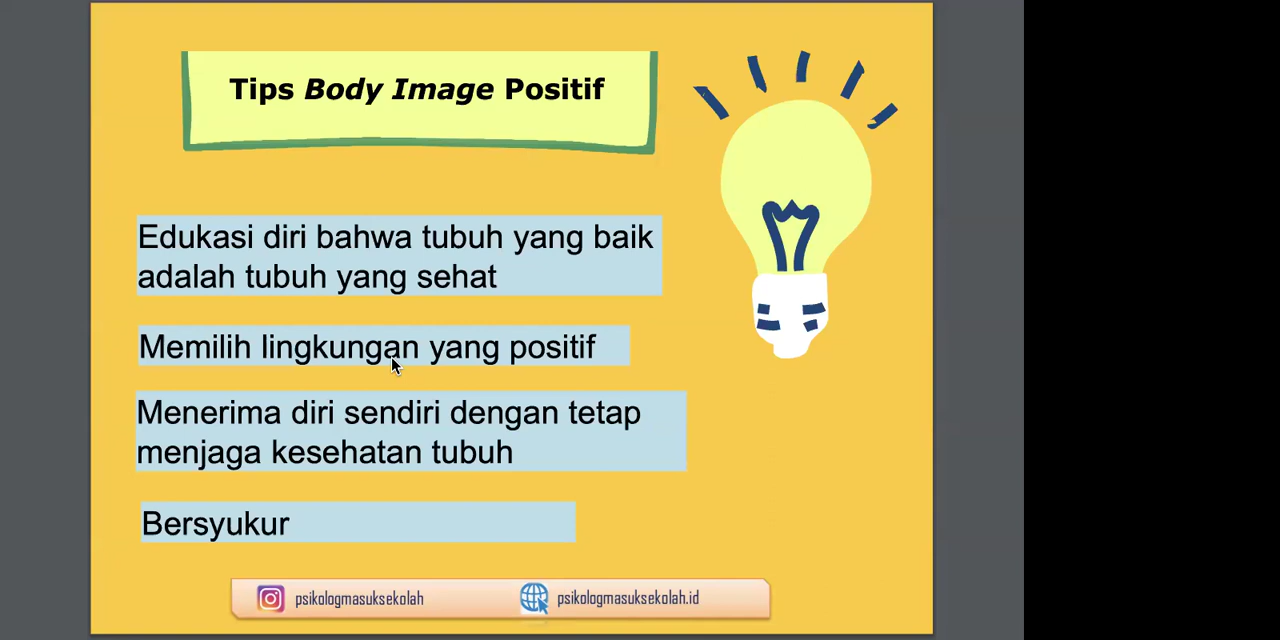 Tips Body Image Positif
Edukasi diri bahwa tubuh yang baik
adalah tubuh yang sehat
Memilih lingkungan yang positif
Menerima diri sendiri dengan tetap
menjaga kesehatan tubuh
Bersyukur
psikologmasuksekolah
psikologmasuksekolah.id